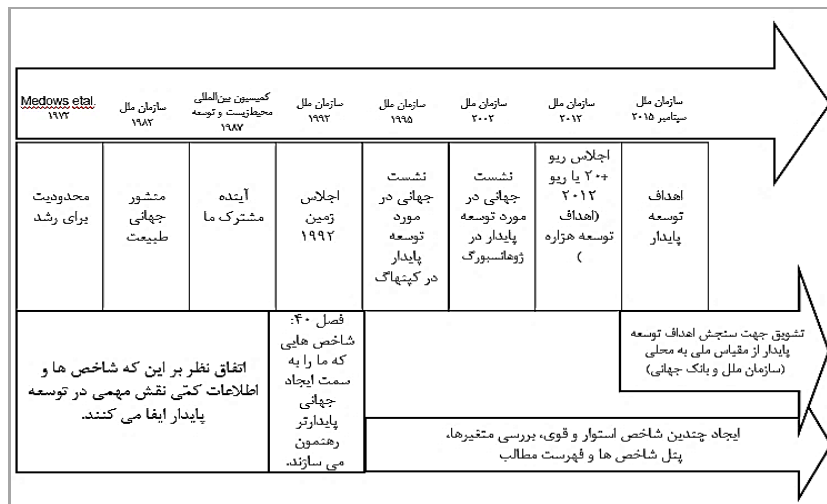 Medows etal.
۱۹۷۲
سازمان ملل
۱۹۸۲
کمیسیون بین‌المللی
محیط‌زیست و توسعه
۱۹۸۷
سازمان ملل
۱۹۹۲
سازمان ملل
۱۹۹۵
سازمان ملل
۲۰۰۲
سازمان ملل
۲۰۱۲
سازمان ملل
سپتامبر ۲۰۱۵
محدودیت
برای رشد
منشور
جهانی
طبیعت
آینده
مشترک ما
اجلاس
زمین
۱۹۹۲
نشست
جهانی در
مورد
توسعه
پایدار
در کپنهاگ
نشست
جهانی در
مورد توسعه
پایدار در
ژوهانسبورگ
اجلاس ریو
+۲۰ یا ریو
۲۰۱۲
(اهداف
توسعه هزاره
)
اهداف
توسعه
پایدار
اتفاق نظر بر این که شاخص ها و
اطلاعات کمّی نقش مهمی در توسعه
پایدار ایفا می کنند.
فصل ۴۰:
شاخص هایی
که ما را به
سمت ایجاد
جهانی
پایدارتر
رهنمون
می سازند.
تشویق جهت سنجش اهداف توسعه
پایدار از مقیاس ملی به محلی
(سازمان ملل و بانک جهانی)
ایجاد چندین شاخص استوار و قوی، بررسی متغیرها،
پنل شاخص ها و فهرست مطالب